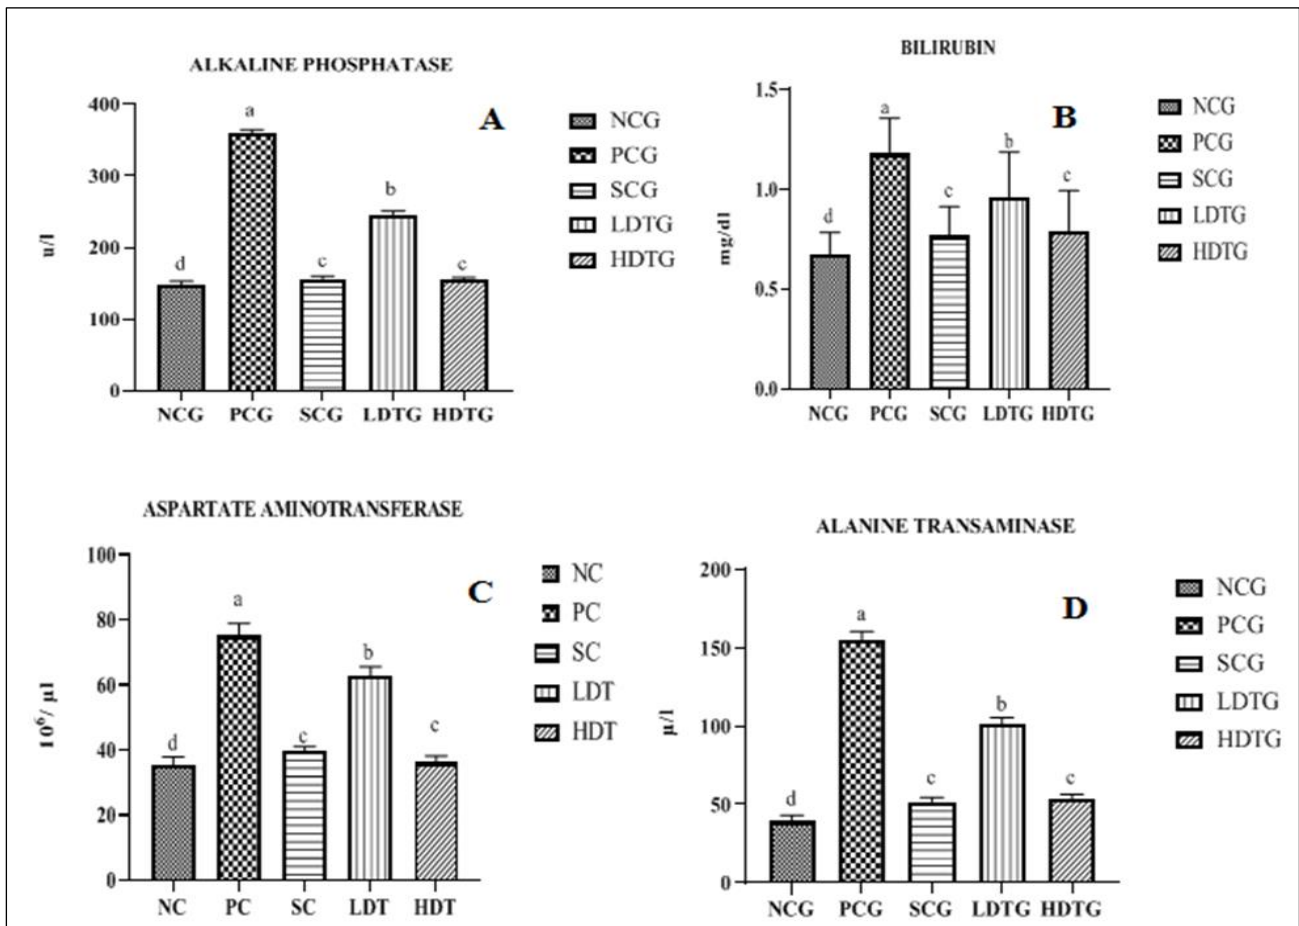 ALKALINE PHOSPHATASE
A
400
300
200
100
0
u/l
a
b
c
c
d
NCG PCG SCG LDTG HDTG
NCG
PCG
SCG
LDTG
HDTG
BILIRUBIN
B
1.5
1.0
0.5
0.0
mg/dl
a
b
c
c
d
NCG PCG SCG LDTG HDTG
NCG
PCG
SCG
LDTG
HDTG
ASPARTATE AMINOTRANSFERASE
C
100
80
60
40
20
0
10⁶/ µl
a
b
c
c
d
NC PC SC LDT HDT
NC
PC
SC
LDT
HDT
ALANINE TRANSAMINASE
D
200
150
100
50
0
µ/l
a
b
c
c
d
NCG PCG SCG LDTG HDTG
NCG
PCG
SCG
LDTG
HDTG